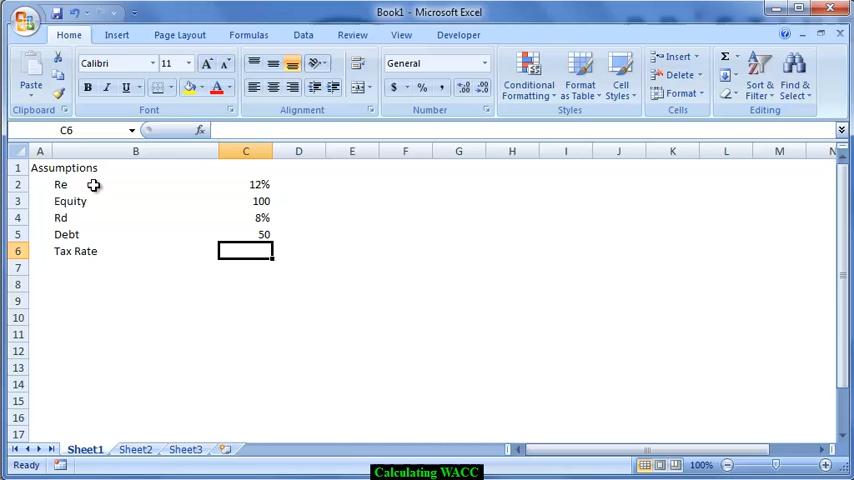 Book1 - Microsoft Excel
Home Insert Page Layout Formulas Data Review View Developer
Paste Calibri 11 A A General Conditional Formatting Format as Table Cell Styles Insert Delete Format Σ Sort & Filter Find & Select
B I U A $ % ,
Clipboard Font Alignment Number Styles Cells Editing
C6 fx
A B C D E F G H I J K L M N
1 Assumptions
2 Re 12%
3 Equity 100
4 Rd 8%
5 Debt 50
6 Tax Rate
7
8
9
10
11
12
13
14
15
16
17
Sheet1 Sheet2 Sheet3
Ready 100%
Calculating WACC